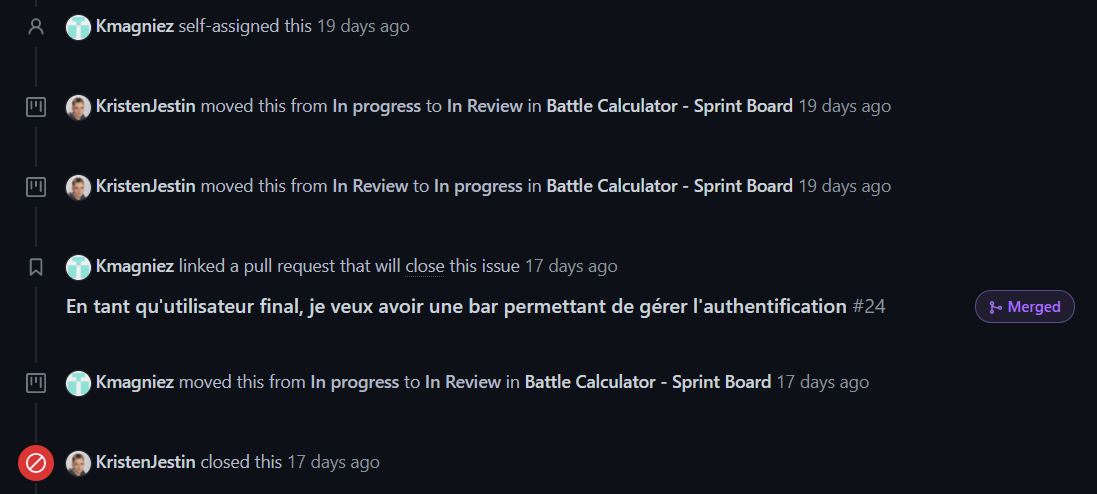 Kmagniez self-assigned this 19 days ago
KristenJestin moved this from In progress to In Review in Battle Calculator - Sprint Board 19 days ago
KristenJestin moved this from In Review to In progress in Battle Calculator - Sprint Board 19 days ago
Kmagniez linked a pull request that will close this issue 17 days ago
En tant qu'utilisateur final, je veux avoir une bar permettant de gérer l'authentification #24 Merged
Kmagniez moved this from In progress to In Review in Battle Calculator - Sprint Board 17 days ago
KristenJestin closed this 17 days ago